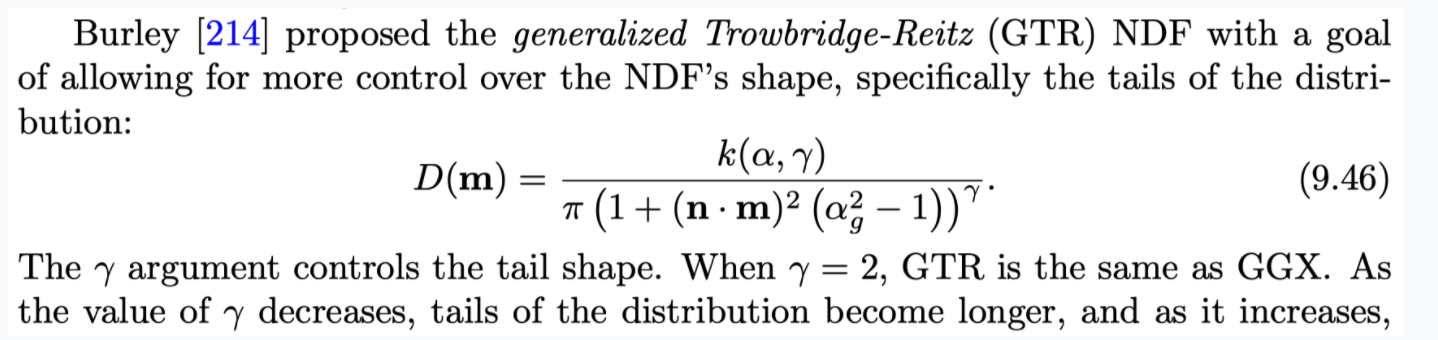 Burley [214] proposed the generalized Trowbridge-Reitz (GTR) NDF with a goal
of allowing for more control over the NDF's shape, specifically the tails of the distri-
bution:
D(m) = k(α, γ) / π (1 + (n · m)² (α_g² − 1))^γ. (9.46)
The γ argument controls the tail shape. When γ = 2, GTR is the same as GGX. As
the value of γ decreases, tails of the distribution become longer, and as it increases,